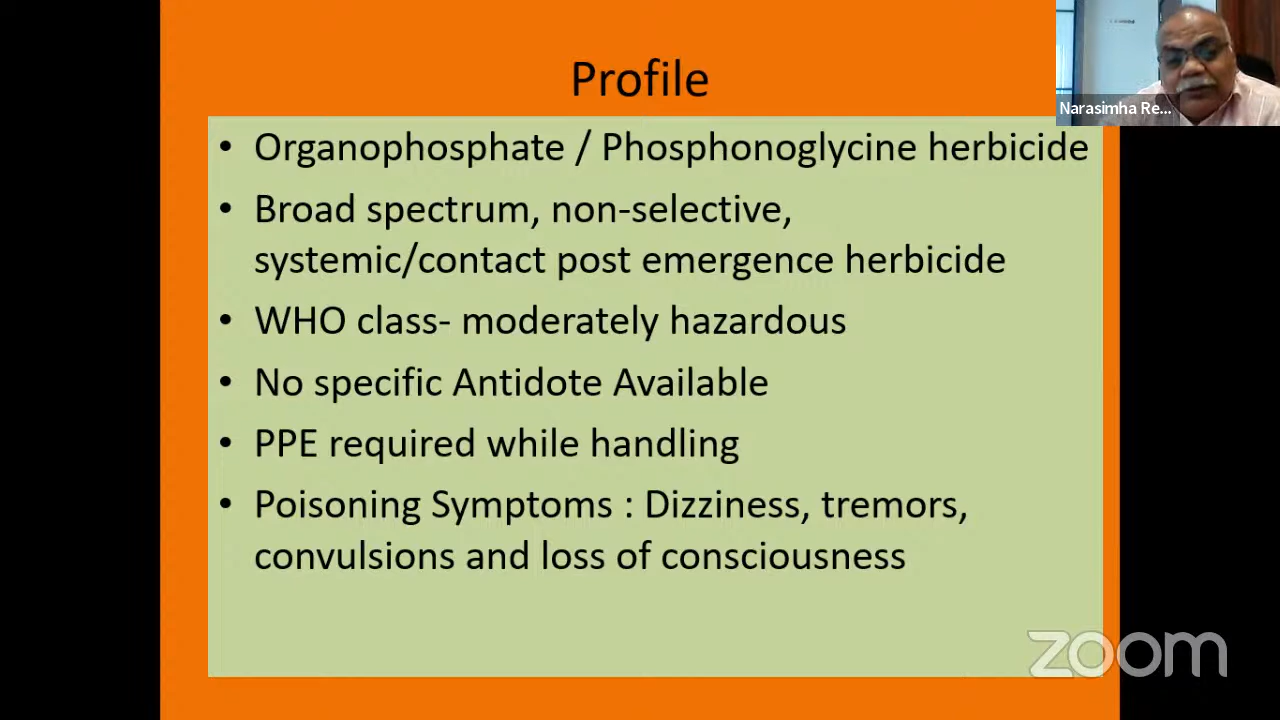 Profile
Narasimha Re...
• Organophosphate / Phosphonoglycine herbicide
• Broad spectrum, non-selective,
systemic/contact post emergence herbicide
• WHO class- moderately hazardous
• No specific Antidote Available
• PPE required while handling
• Poisoning Symptoms : Dizziness, tremors,
convulsions and loss of consciousness
zoom